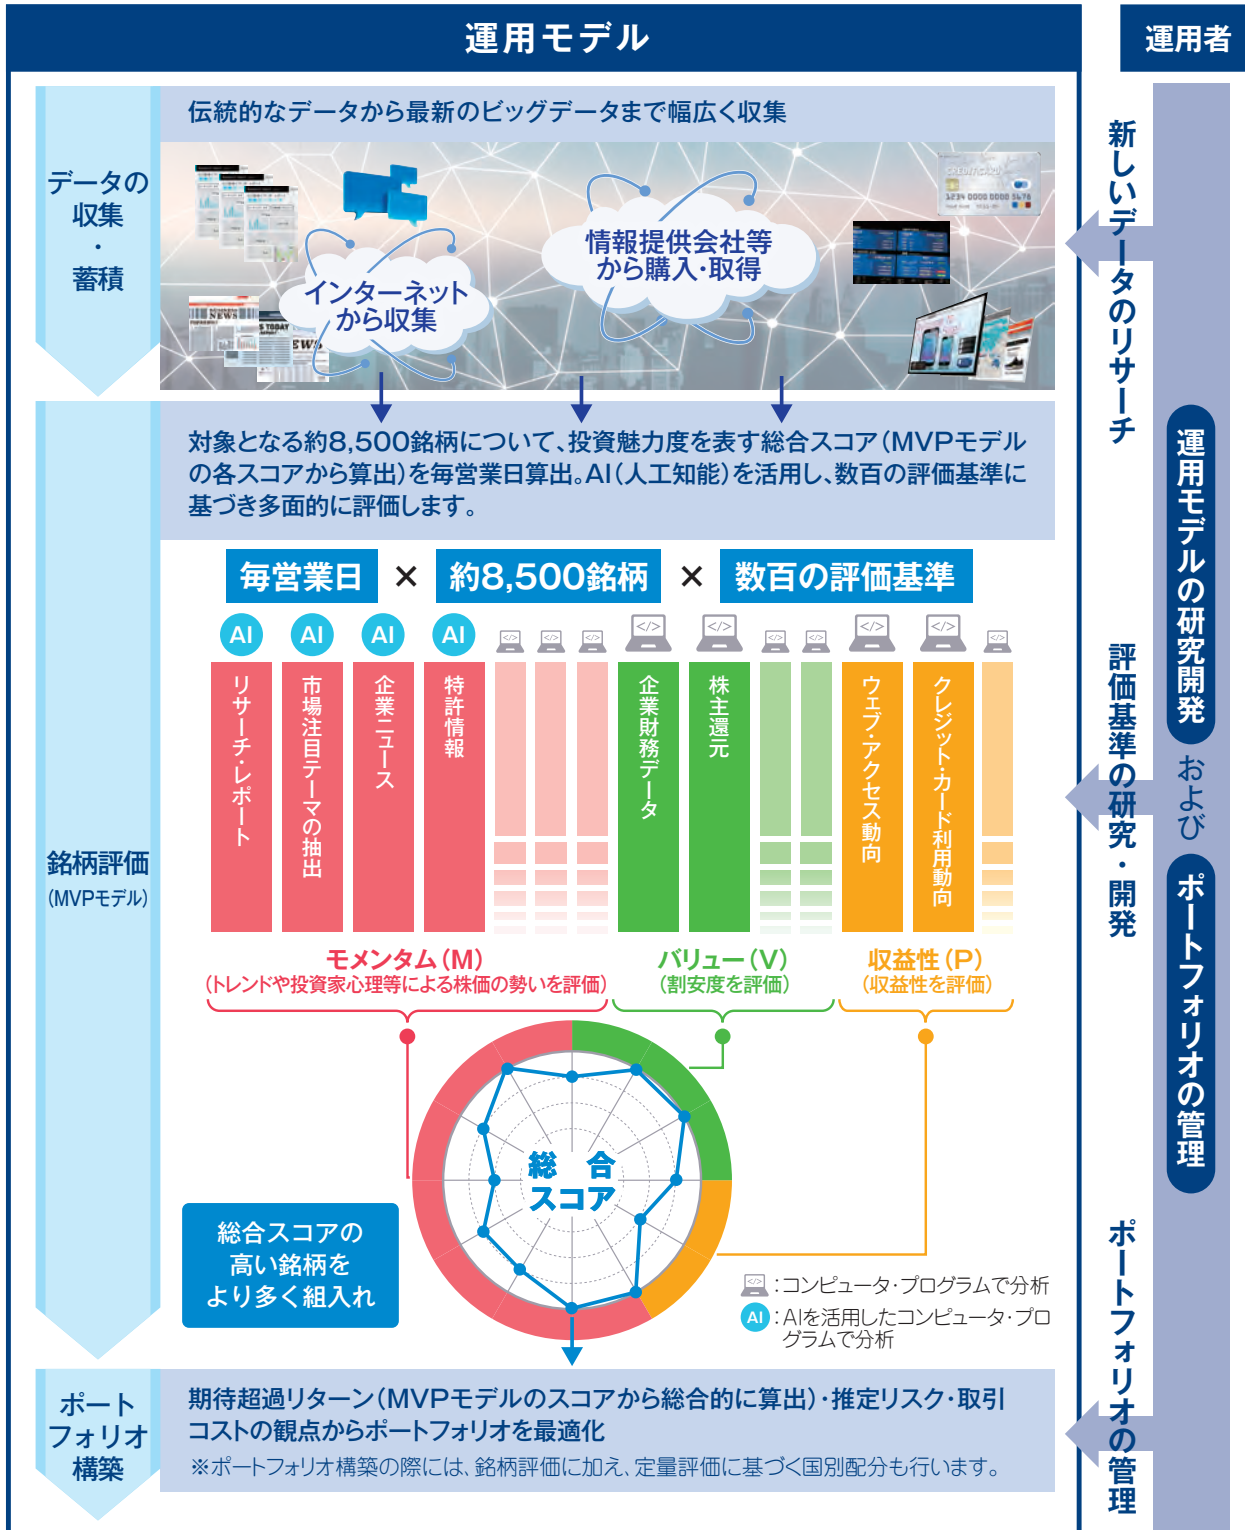 運用モデル
運用者
データの
収集
・
蓄積
伝統的なデータから最新のビッグデータまで幅広く収集
インターネット
から収集
情報提供会社等
から購入・取得
CREDIT CARD
1234 0000 0000 5678
NEWS
新しいデータのリサーチ
銘柄評価
(MVPモデル)
対象となる約8,500銘柄について、投資魅力度を表す総合スコア(MVPモデル
の各スコアから算出)を毎営業日算出。AI(人工知能)を活用し、数百の評価基準に
基づき多面的に評価します。
毎営業日 × 約8,500銘柄 × 数百の評価基準
AI AI AI AI
リサーチ・レポート
市場注目テーマの抽出
企業ニュース
特許情報
企業財務データ
株主還元
ウェブ・アクセス動向
クレジット・カード利用動向
モメンタム(M)
(トレンドや投資家心理等による株価の勢いを評価)
バリュー(V)
(割安度を評価)
収益性(P)
(収益性を評価)
総合
スコア
総合スコアの
高い銘柄を
より多く組入れ
</>:コンピュータ・プログラムで分析
AI:AIを活用したコンピュータ・プロ
グラムで分析
評価基準の研究・開発
運用モデルの研究開発
および
ポートフォリオの管理
ポート
フォリオ
構築
期待超過リターン(MVPモデルのスコアから総合的に算出)・推定リスク・取引
コストの観点からポートフォリオを最適化
※ポートフォリオ構築の際には、銘柄評価に加え、定量評価に基づく国別配分も行います。
ポートフォリオの管理